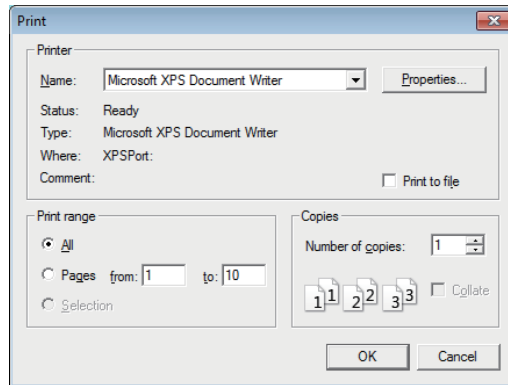 Print
Printer
Name: Microsoft XPS Document Writer Properties...
Status: Ready
Type: Microsoft XPS Document Writer
Where: XPSPort:
Comment: Print to file
Print range
All
Pages from: 1 to: 10
Selection
Copies
Number of copies: 1
1 1 2 2 3 3 Collate
OK Cancel